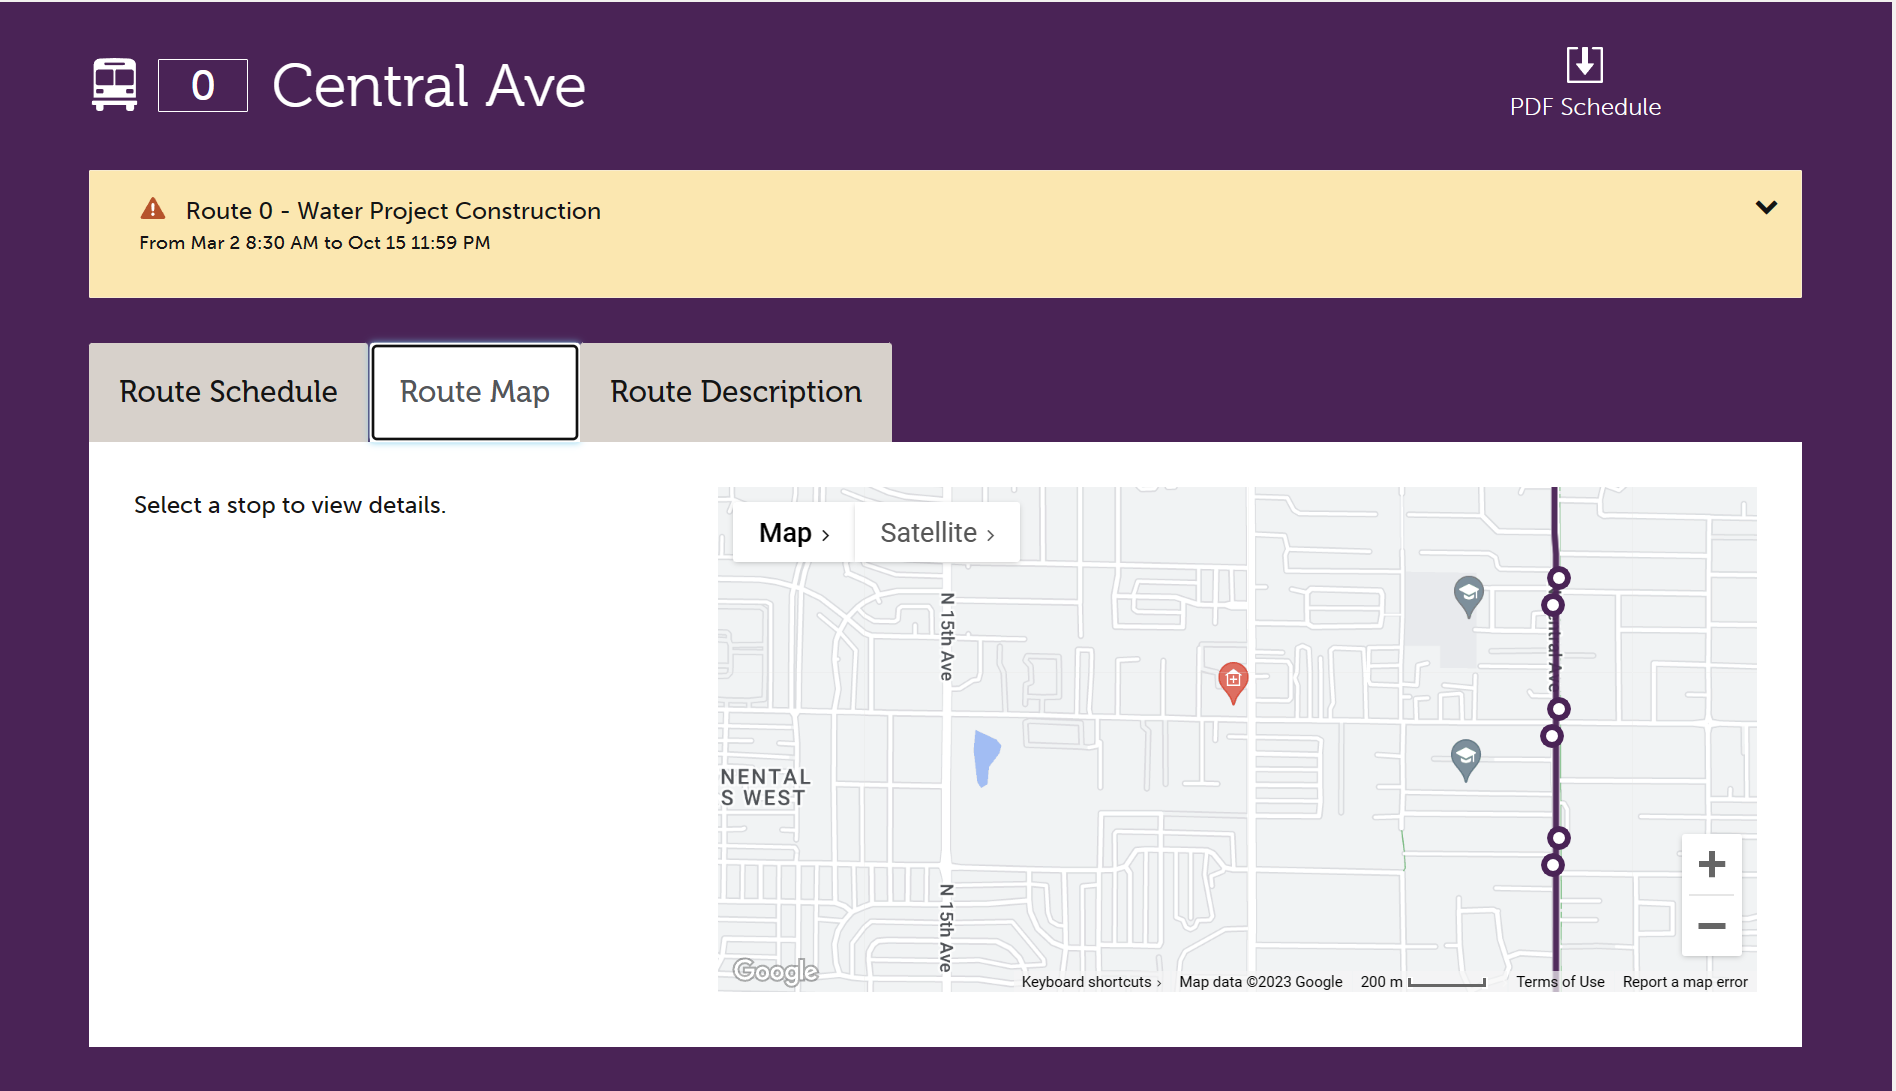 0
Central Ave
PDF Schedule
Route 0 - Water Project Construction
From Mar 2 8:30 AM to Oct 15 11:59 PM
Route Schedule
Route Map
Route Description
Select a stop to view details.
Map ›
Satellite ›
N 15th Ave
ntral Ave
NENTAL
S WEST
N 15th Ave
Google
Keyboard shortcuts ›
Map data ©2023 Google
200 m
Terms of Use
Report a map error